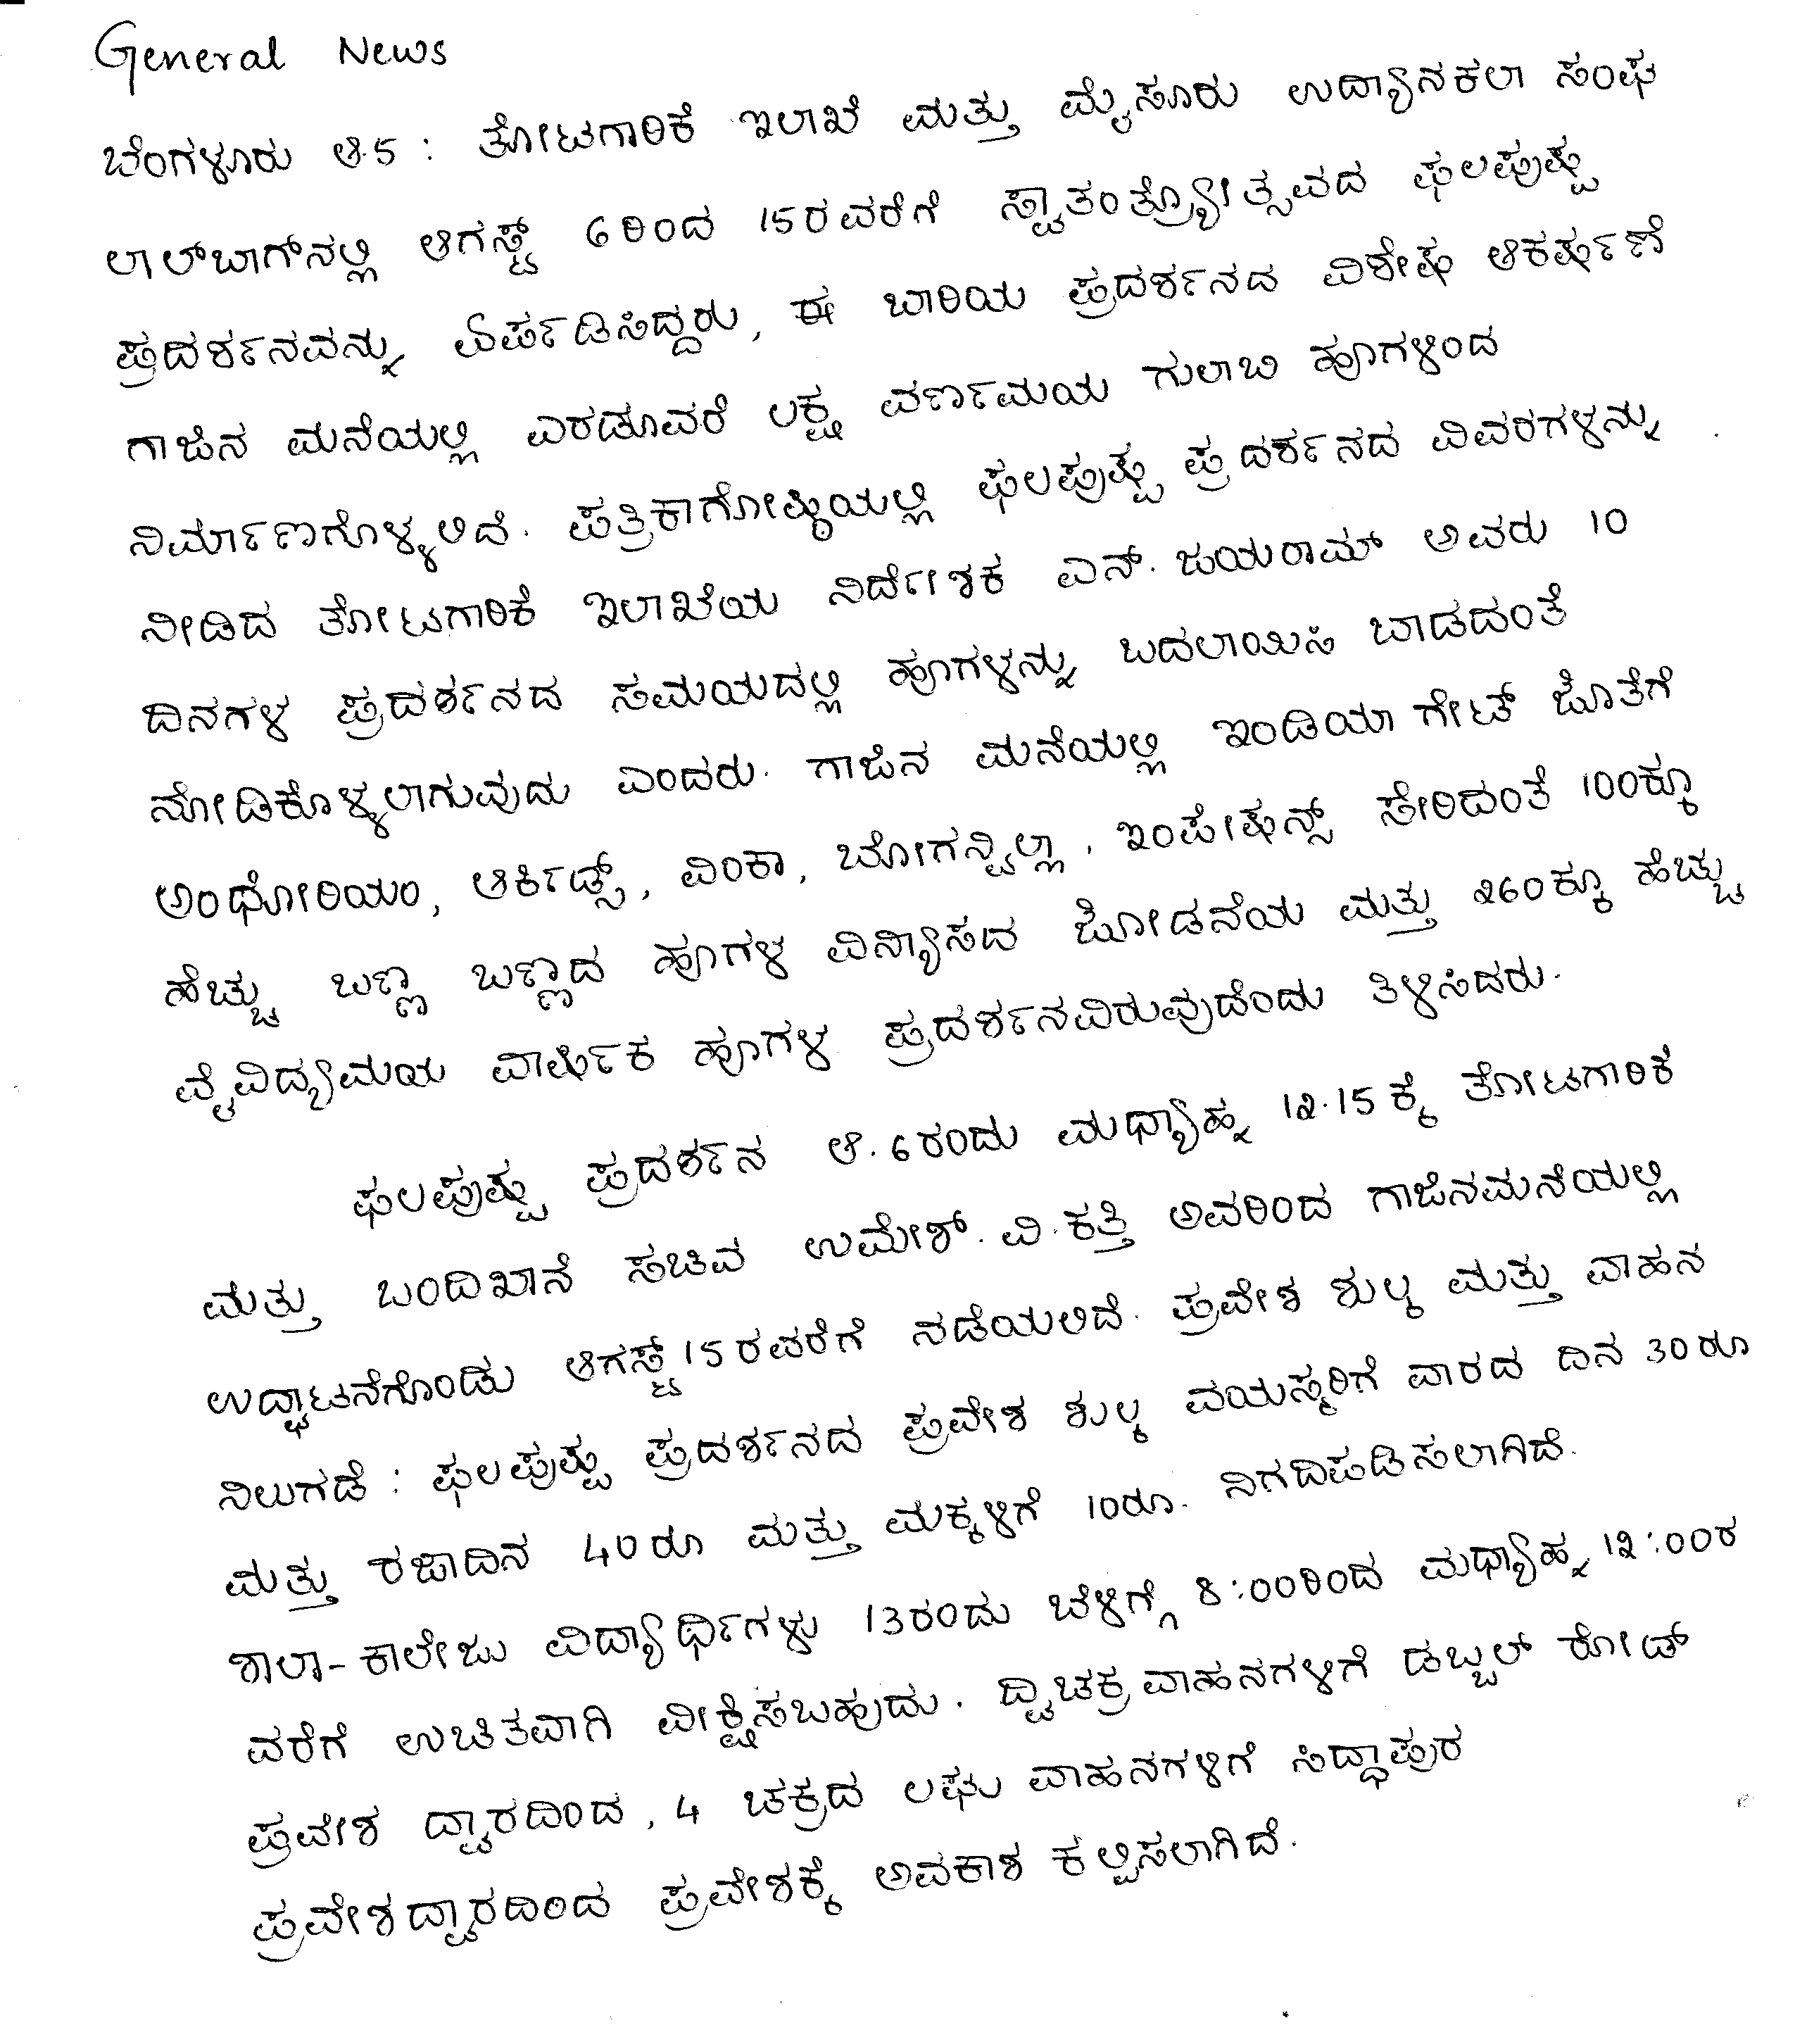 General News
ಬೆಂಗಳೂರು ಆ.5 : ತೋಟಗಾರಿಕೆ ಇಲಾಖೆ ಮತ್ತು ಮೈಸೂರು ಉದ್ಯಾನಕಲಾ ಸಂಘ
ಲಾಲ್‌ಬಾಗ್‌ನಲ್ಲಿ ಆಗಸ್ಟ್ 6ರಿಂದ 15ರವರೆಗೆ ಸ್ವಾತಂತ್ರ್ಯೋತ್ಸವದ ಫಲಪುಷ್ಪ
ಪ್ರದರ್ಶನವನ್ನು ಏರ್ಪಡಿಸಿದ್ದರು, ಈ ಬಾರಿಯ ಪ್ರದರ್ಶನದ ವಿಶೇಷ ಆಕರ್ಷಣೆ
ಗಾಜಿನ ಮನೆಯಲ್ಲಿ ಎರಡೂವರೆ ಲಕ್ಷ ವರ್ಣಮಯ ಗುಲಾಬಿ ಹೂಗಳಿಂದ
ನಿರ್ಮಾಣಗೊಳ್ಳಲಿದೆ. ಪತ್ರಿಕಾಗೋಷ್ಠಿಯಲ್ಲಿ ಫಲಪುಷ್ಪ ಪ್ರದರ್ಶನದ ವಿವರಗಳನ್ನು
ನೀಡಿದ ತೋಟಗಾರಿಕೆ ಇಲಾಖೆಯ ನಿರ್ದೇಶಕ ಎನ್. ಜಯರಾಮ್ ಅವರು 10
ದಿನಗಳ ಪ್ರದರ್ಶನದ ಸಮಯದಲ್ಲಿ ಹೂಗಳನ್ನು ಬದಲಾಯಿಸಿ ಬಾಡದಂತೆ
ನೋಡಿಕೊಳ್ಳಲಾಗುವುದು ಎಂದರು. ಗಾಜಿನ ಮನೆಯಲ್ಲಿ ಇಂಡಿಯಾ ಗೇಟ್ ಜೊತೆಗೆ
ಅಂಥೋರಿಯಂ, ಆರ್ಕಿಡ್ಸ್, ವಿಂಕಾ, ಬೋಗನ್ವಿಲ್ಲಾ, ಇಂಪೇಷನ್ಸ್ ಸೇರಿದಂತೆ 100ಕ್ಕೂ
ಹೆಚ್ಚು ಬಣ್ಣ ಬಣ್ಣದ ಹೂಗಳ ವಿನ್ಯಾಸದ ಜೋಡನೆಯ ಮತ್ತು 260ಕ್ಕೂ ಹೆಚ್ಚು
ವೈವಿದ್ಯಮಯ ವಾರ್ಷಿಕ ಹೂಗಳ ಪ್ರದರ್ಶನವಿರುವುದೆಂದು ತಿಳಿಸಿದರು.
ಫಲಪುಷ್ಪ ಪ್ರದರ್ಶನ ಆ. 6ರಂದು ಮಧ್ಯಾಹ್ನ 12.15ಕ್ಕೆ ತೋಟಗಾರಿಕೆ
ಮತ್ತು ಬಂದಿಖಾನೆ ಸಚಿವ ಉಮೇಶ್. ವಿ. ಕತ್ತಿ ಅವರಿಂದ ಗಾಜಿನಮನೆಯಲ್ಲಿ
ಉದ್ಘಾಟನೆಗೊಂಡು ಆಗಸ್ಟ್ 15ರವರೆಗೆ ನಡೆಯಲಿದೆ. ಪ್ರವೇಶ ಶುಲ್ಕ ಮತ್ತು ವಾಹನ
ನಿಲುಗಡೆ : ಫಲಪುಷ್ಪ ಪ್ರದರ್ಶನದ ಪ್ರವೇಶ ಶುಲ್ಕ ವಯಸ್ಕರಿಗೆ ವಾರದ ದಿನ 30ರೂ
ಮತ್ತು ರಜಾದಿನ 40ರೂ ಮತ್ತು ಮಕ್ಕಳಿಗೆ 10ರೂ. ನಿಗದಿಪಡಿಸಲಾಗಿದೆ.
ಶಾಲಾ-ಕಾಲೇಜು ವಿದ್ಯಾರ್ಥಿಗಳು 13ರಂದು ಬೆಳಿಗ್ಗೆ 8:00ರಿಂದ ಮಧ್ಯಾಹ್ನ 12:00ರ
ವರೆಗೆ ಉಚಿತವಾಗಿ ವೀಕ್ಷಿಸಬಹುದು. ದ್ವಿಚಕ್ರ ವಾಹನಗಳಿಗೆ ಡಬ್ಬಲ್ ರೋಡ್
ಪ್ರವೇಶ ದ್ವಾರದಿಂದ, 4 ಚಕ್ರದ ಲಘು ವಾಹನಗಳಿಗೆ ಸಿದ್ಧಾಪುರ
ಪ್ರವೇಶದ್ವಾರದಿಂದ ಪ್ರವೇಶಕ್ಕೆ ಅವಕಾಶ ಕಲ್ಪಿಸಲಾಗಿದೆ.